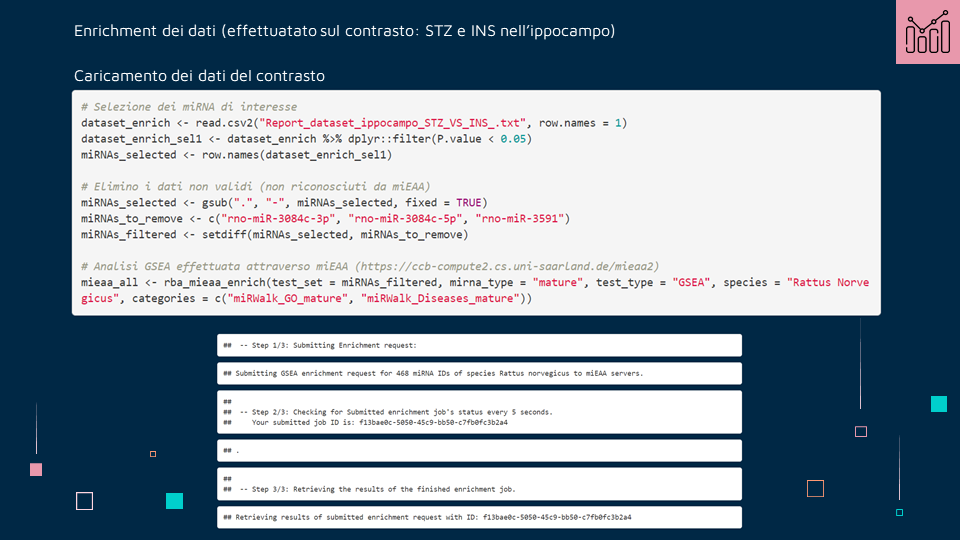 Enrichment dei dati (effettuatato sul contrasto: STZ e INS nell'ippocampo)
Caricamento dei dati del contrasto
# Selezione dei miRNA di interesse
dataset_enrich <- read.csv2("Report_dataset_ippocampo_STZ_VS_INS_.txt", row.names = 1)
dataset_enrich_sel1 <- dataset_enrich %>% dplyr::filter(P.value < 0.05)
miRNAs_selected <- row.names(dataset_enrich_sel1)
# Elimino i dati non validi (non riconosciuti da miEAA)
miRNAs_selected <- gsub(".", "-", miRNAs_selected, fixed = TRUE)
miRNAs_to_remove <- c("rno-miR-3084c-3p", "rno-miR-3084c-5p", "rno-miR-3591")
miRNAs_filtered <- setdiff(miRNAs_selected, miRNAs_to_remove)
# Analisi GSEA effettuata attraverso miEAA (https://ccb-compute2.cs.uni-saarland.de/mieaa2)
mieaa_all <- rba_mieaa_enrich(test_set = miRNAs_filtered, mirna_type = "mature", test_type = "GSEA", species = "Rattus Norve
gicus", categories = c("miRWalk_GO_mature", "miRWalk_Diseases_mature"))
##  -- Step 1/3: Submitting Enrichment request:
## Submitting GSEA enrichment request for 468 miRNA IDs of species Rattus norvegicus to miEAA servers.
##
##  -- Step 2/3: Checking for Submitted enrichment job's status every 5 seconds.
##     Your submitted job ID is: f13bae0c-5050-45c9-bb50-c7fb0fc3b2a4
## .
##
##  -- Step 3/3: Retrieving the results of the finished enrichment job.
## Retrieving results of submitted enrichment request with ID: f13bae0c-5050-45c9-bb50-c7fb0fc3b2a4